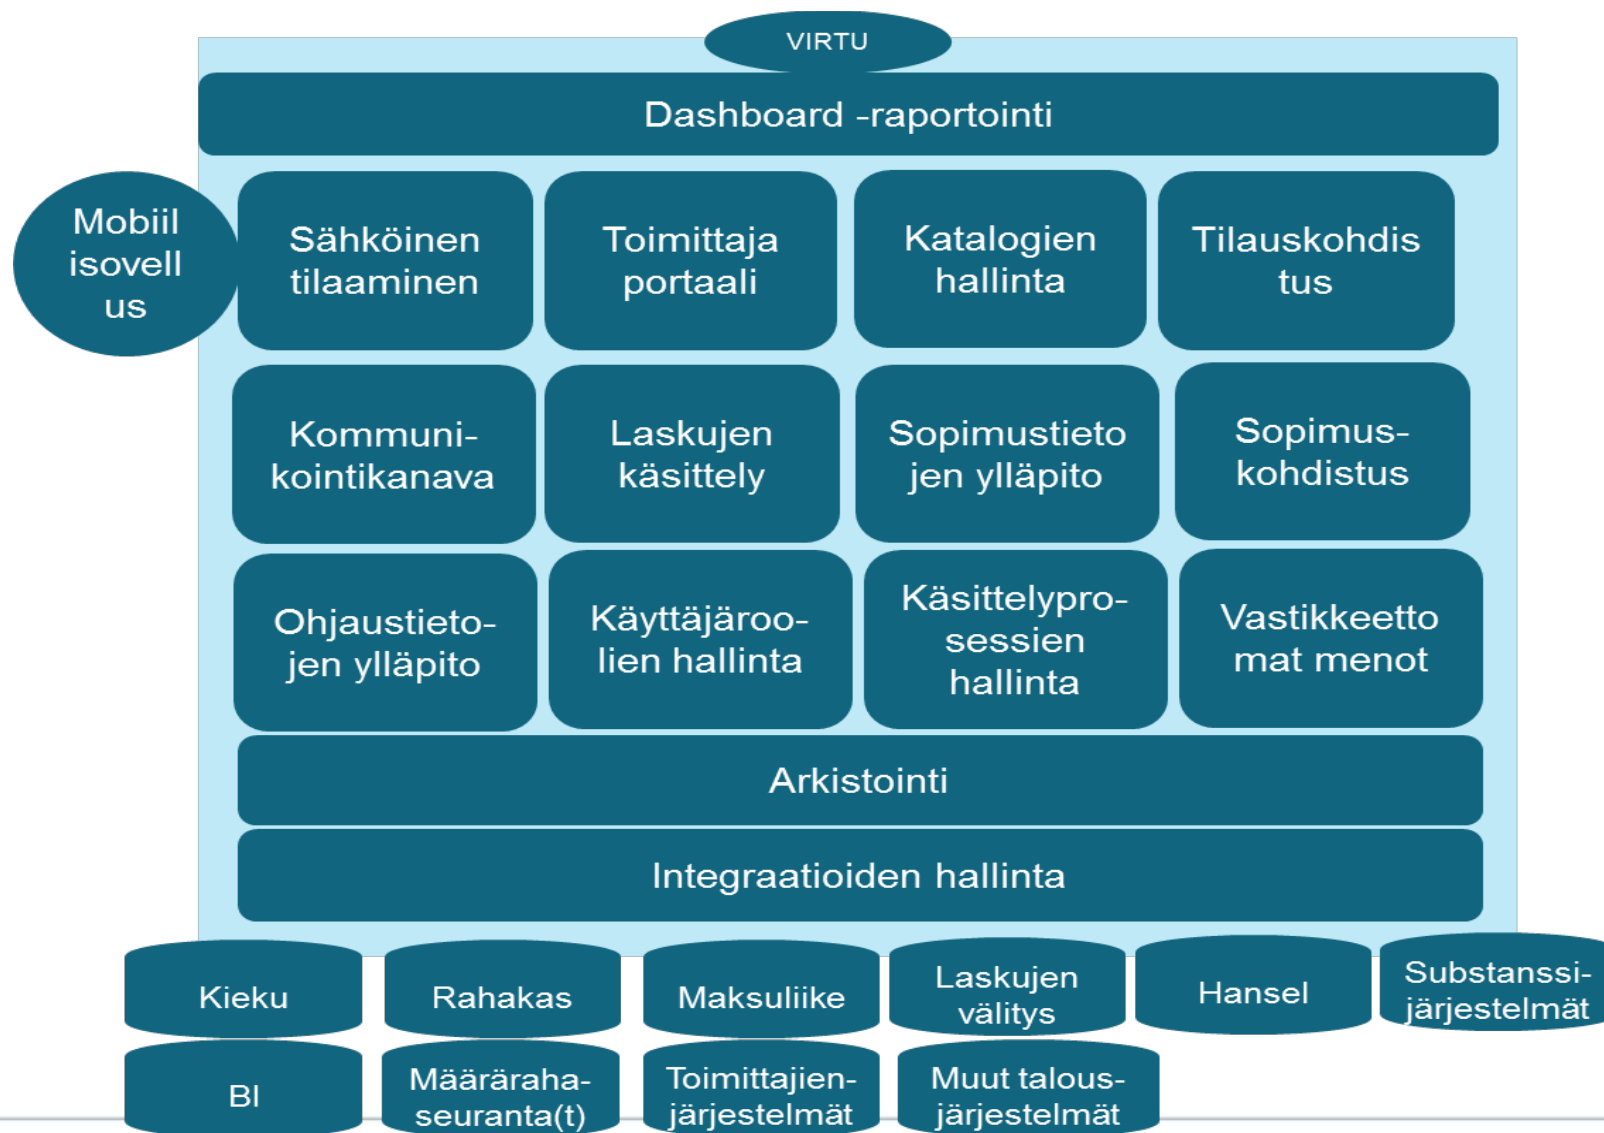 VIRTU
Dashboard -raportointi
Mobiil
isovell
us
Sähköinen
tilaaminen
Toimittaja
portaali
Katalogien
hallinta
Tilauskohdis
tus
Kommuni-
kointikanava
Laskujen
käsittely
Sopimustieto
jen ylläpito
Sopimus-
kohdistus
Ohjaustieto-
jen ylläpito
Käyttäjäroo-
lien hallinta
Käsittelypro-
sessien
hallinta
Vastikkeetto
mat menot
Arkistointi
Integraatioiden hallinta
Kieku
Rahakas
Maksuliike
Laskujen
välitys
Hansel
Substanssi-
järjestelmät
BI
Määräraha-
seuranta(t)
Toimittajien-
järjestelmät
Muut talous-
järjestelmät